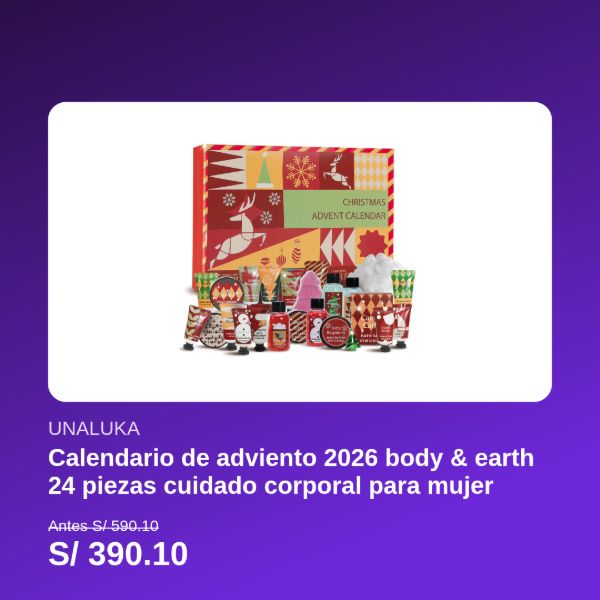 CHRISTMAS
ADVENT CALENDAR
UNALUKA
Calendario de adviento 2026 body & earth
24 piezas cuidado corporal para mujer
Antes S/ 590.10
S/ 390.10